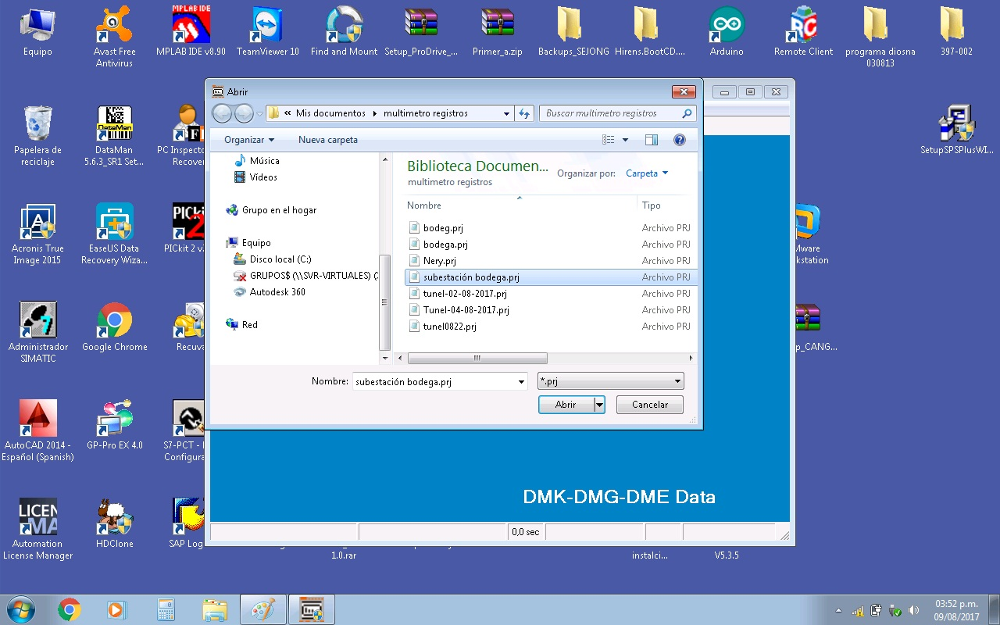 Equipo
Avast Free
Antivirus
MPLAB IDE
MPLAB IDE v8.90
TeamViewer 10
Find and Mount
Setup_ProDrive_...
Primer_a.zip
Backups_SEJONG
Hirens.BootCD....
Arduino
RC
Remote Client
programa diosna
030813
397-002
Abrir
« Mis documentos
multimetro registros
Buscar multimetro registros
Organizar
Nueva carpeta
Música
Vídeos
Grupo en el hogar
Equipo
Disco local (C:)
GRUPOS$ (\\SVR-VIRTUALES) (
Autodesk 360
Red
Biblioteca Documen...
multimetro registros
Organizar por:
Carpeta
Nombre
Tipo
bodeg.prj
Archivo PRJ
bodega.prj
Archivo PRJ
Nery.prj
Archivo PRJ
subestación bodega.prj
Archivo PRJ
tunel-02-08-2017.prj
Archivo PRJ
Tunel-04-08-2017.prj
Archivo PRJ
tunel0822.prj
Archivo PRJ
Nombre:
subestación bodega.prj
*.prj
Abrir
Cancelar
DMK-DMG-DME Data
0,0 sec
Papelera de
reciclaje
DataMan
DataMan
5.6.3_SR1 Set...
PC Inspecto
Recover
SetupSPSPlusWI...
Acronis True
Image 2015
EaseUS Data
Recovery Wiza...
PICki
2
PICkit 2 v
Mware
kstation
Administrador
SIMATIC
Google Chrome
Recuva
p_CANG...
AutoCAD 2014 -
Español (Spanish)
GP-Pro EX 4.0
S7-PCT -
Configura
LICEN
MA
Automation
License Manager
HDClone
SAP Log
1.0.rar
instalci...
V5.3.5
03:52 p.m.
09/08/2017